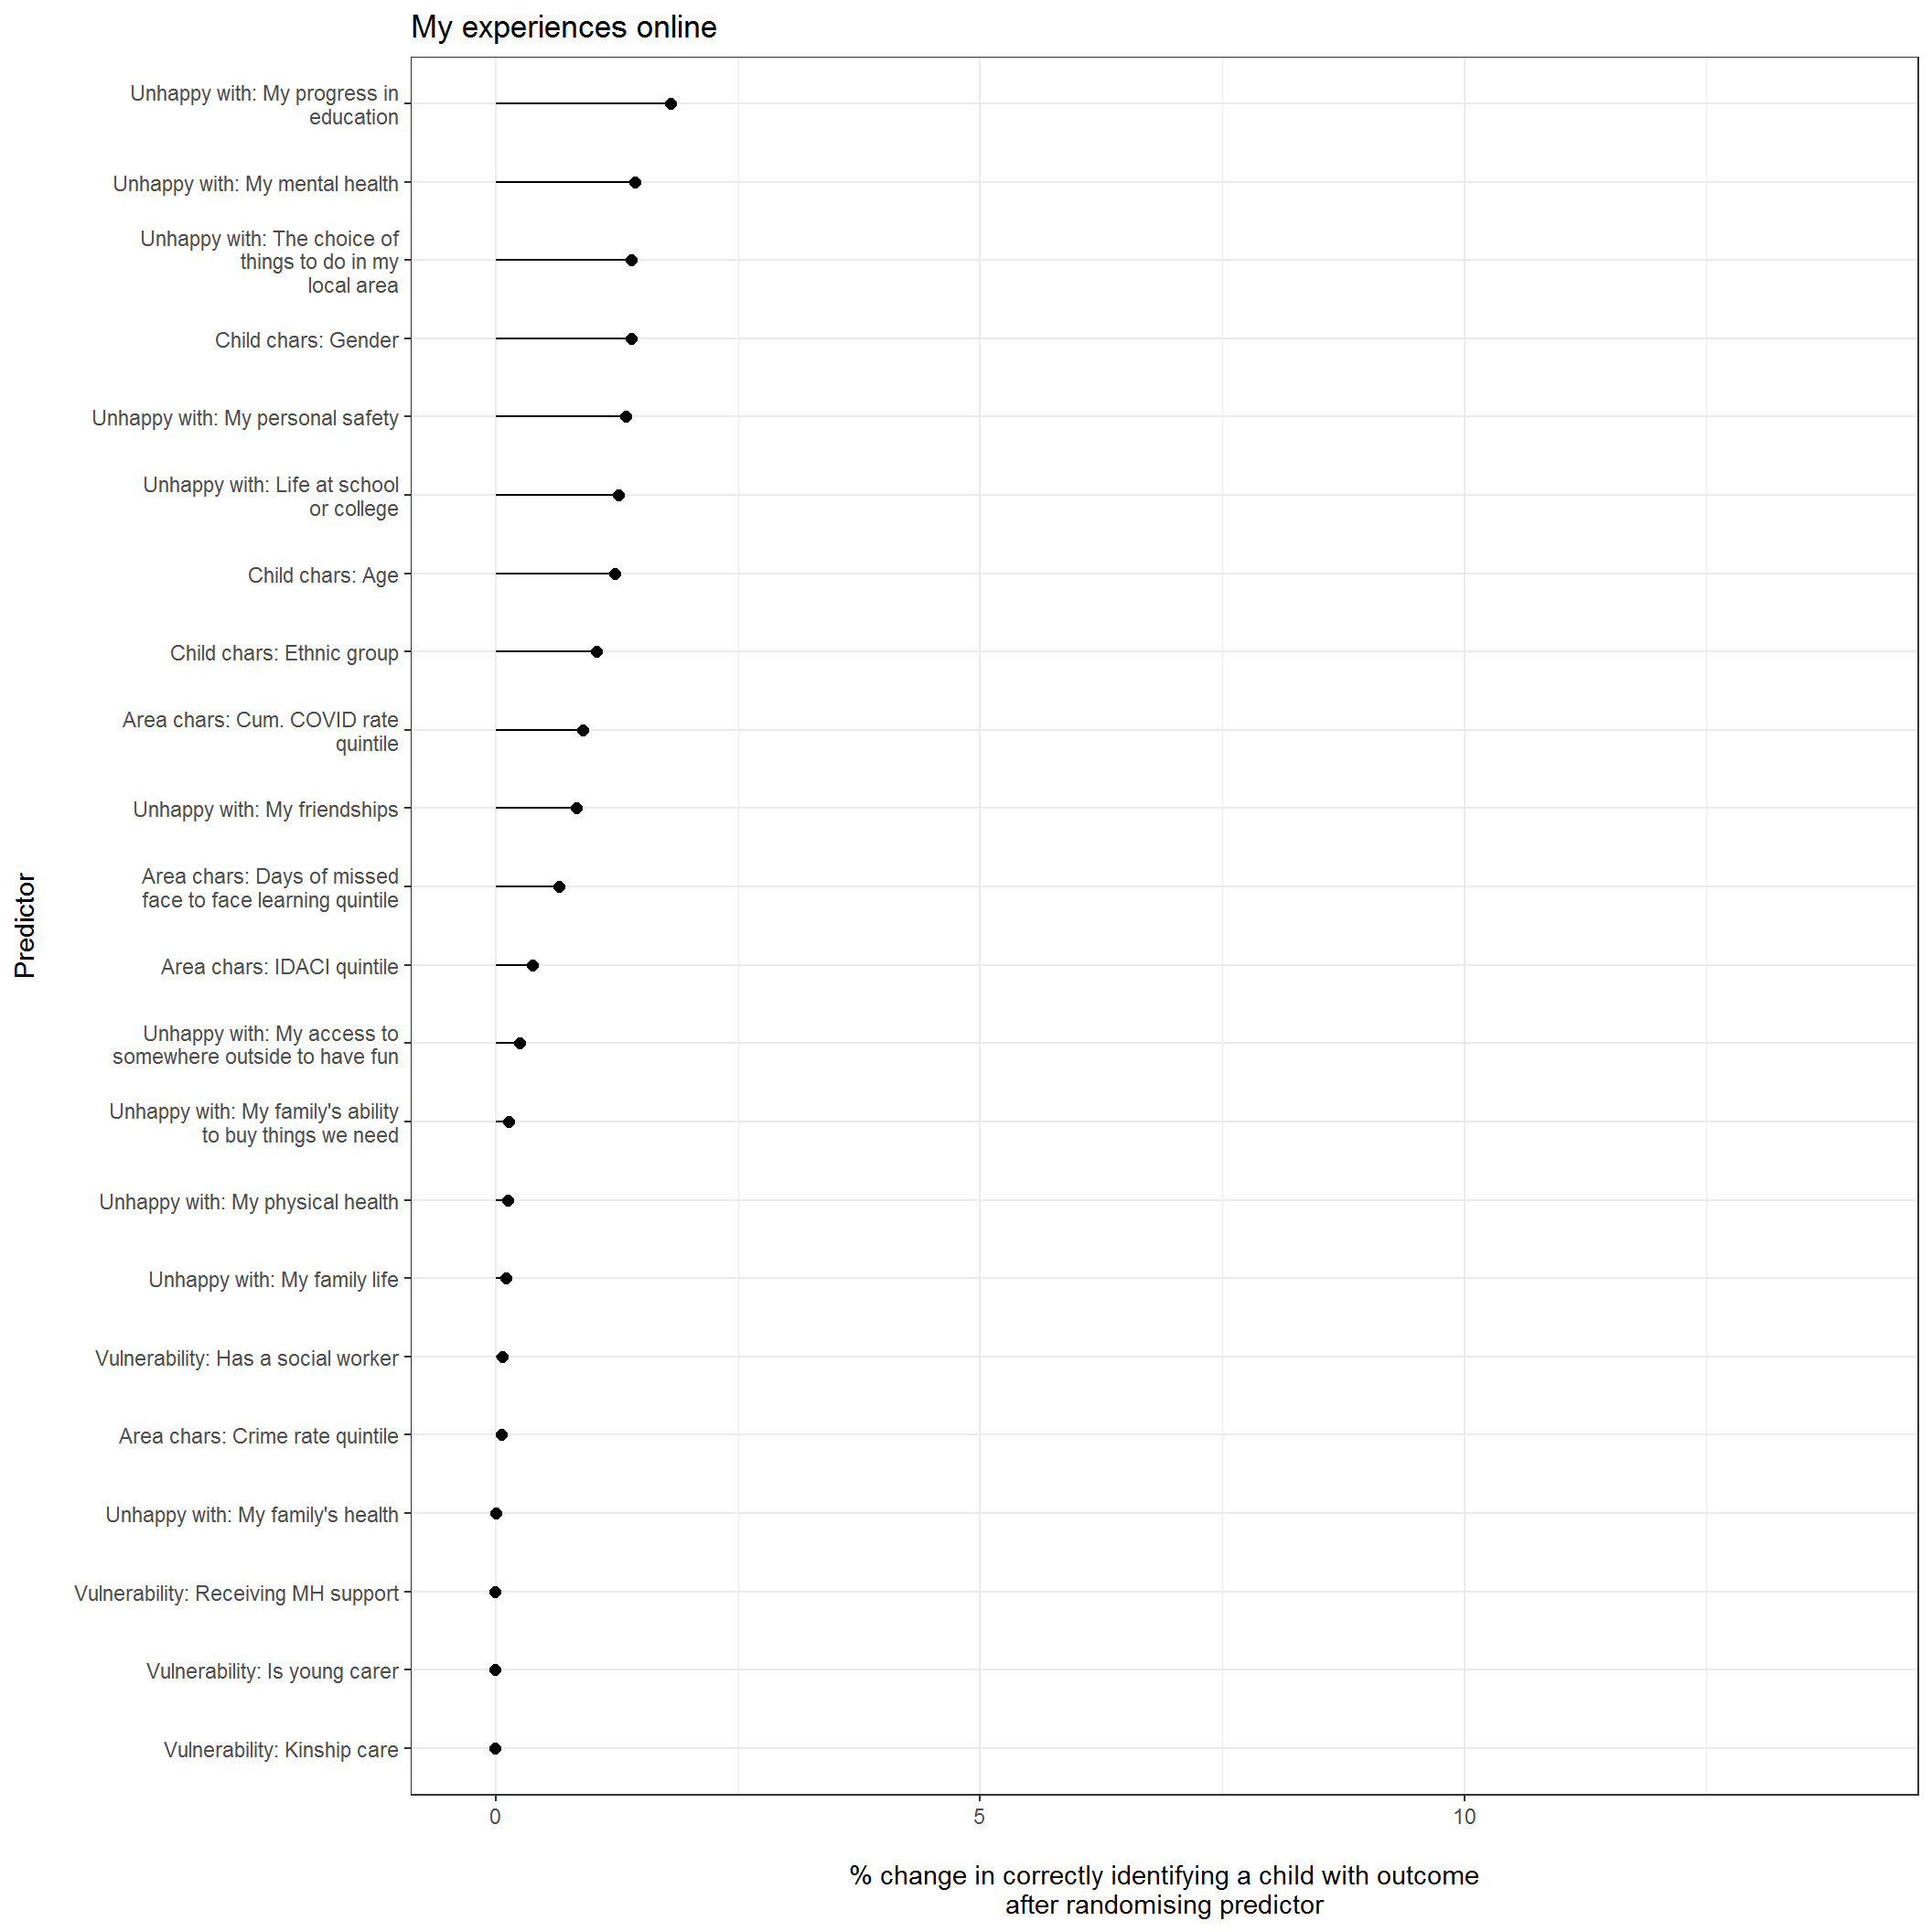 My experiences online
Unhappy with: My progress in
education
Unhappy with: My mental health
Unhappy with: The choice of
things to do in my
local area
Child chars: Gender
Unhappy with: My personal safety
Unhappy with: Life at school
or college
Child chars: Age
Child chars: Ethnic group
Area chars: Cum. COVID rate
quintile
Unhappy with: My friendships
Area chars: Days of missed
face to face learning quintile
Area chars: IDACI quintile
Unhappy with: My access to
somewhere outside to have fun
Unhappy with: My family's ability
to buy things we need
Unhappy with: My physical health
Unhappy with: My family life
Vulnerability: Has a social worker
Area chars: Crime rate quintile
Unhappy with: My family's health
Vulnerability: Receiving MH support
Vulnerability: Is young carer
Vulnerability: Kinship care
Predictor
0 5 10
% change in correctly identifying a child with outcome
after randomising predictor